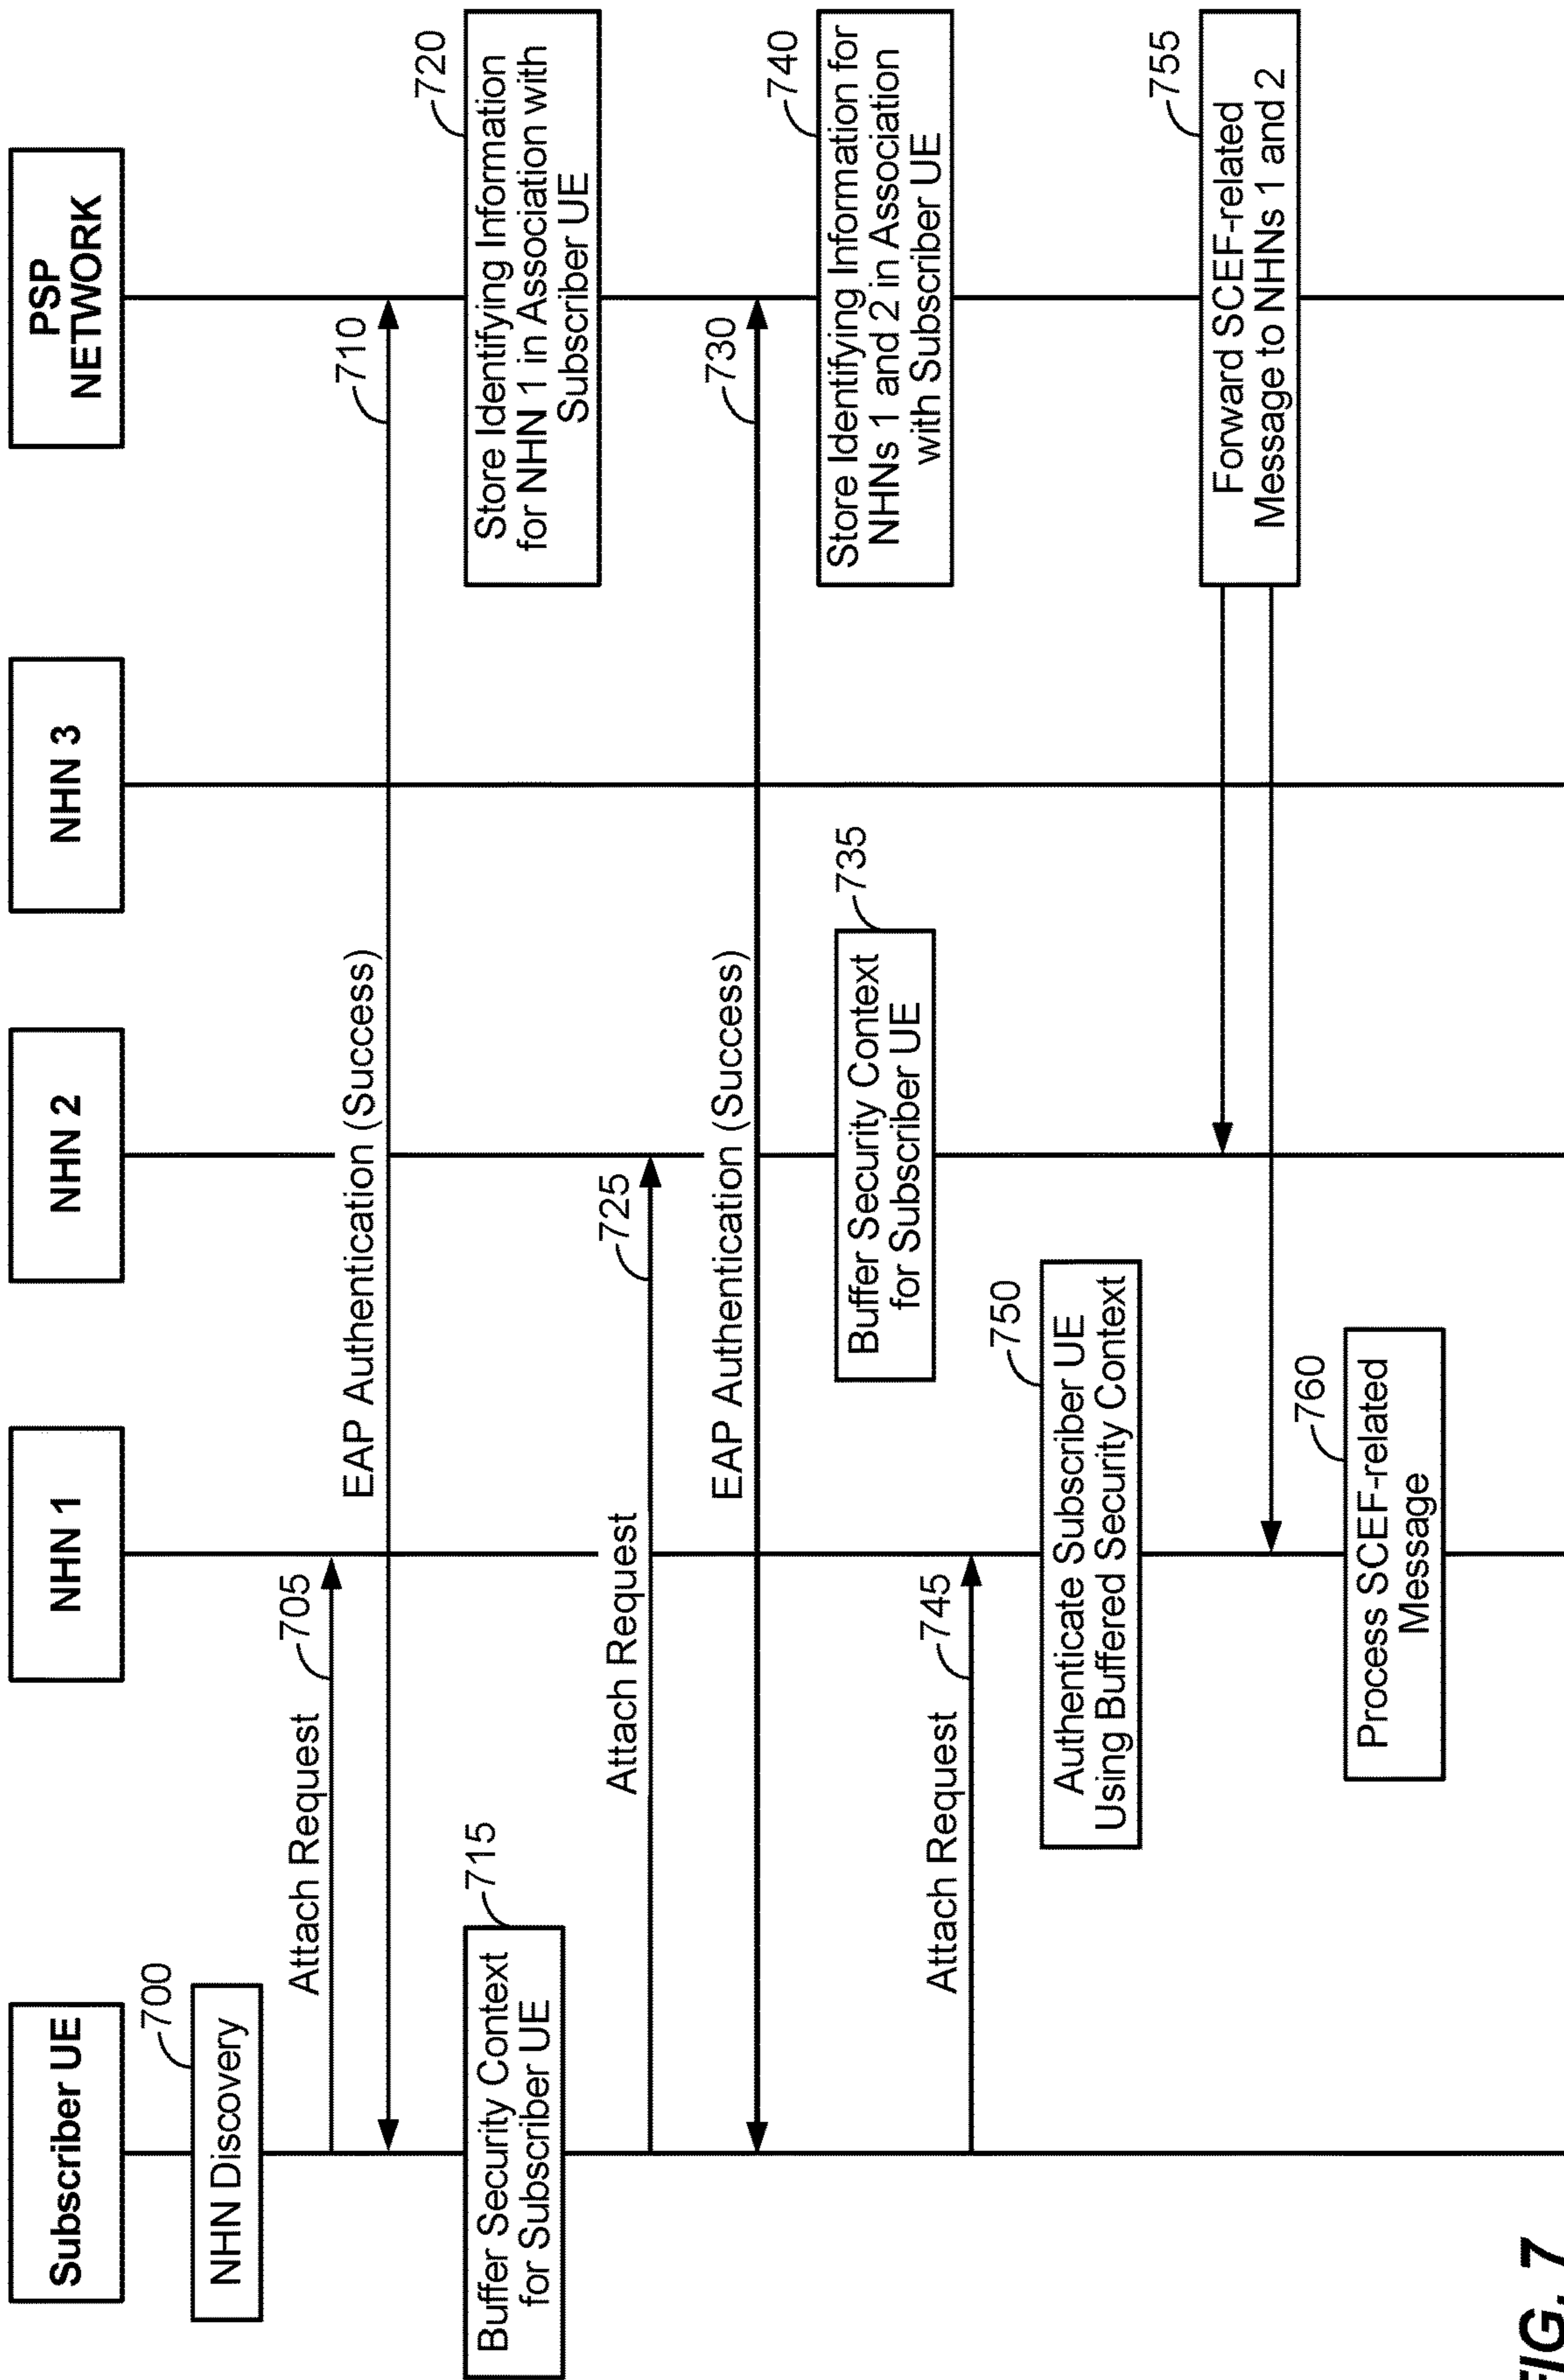 Subscriber UE
NHN 1
NHN 2
NHN 3
PSP
NETWORK
700
NHN Discovery
705
Attach Request
710
EAP Authentication (Success)
715
Buffer Security Context
for Subscriber UE
720
Store Identifying Information
for NHN 1 in Association with
Subscriber UE
725
Attach Request
730
EAP Authentication (Success)
735
Buffer Security Context
for Subscriber UE
740
Store Identifying Information for
NHNs 1 and 2 in Association
with Subscriber UE
745
Attach Request
750
Authenticate Subscriber UE
Using Buffered Security Context
755
Forward SCEF-related
Message to NHNs 1 and 2
760
Process SCEF-related
Message
FIG. 7